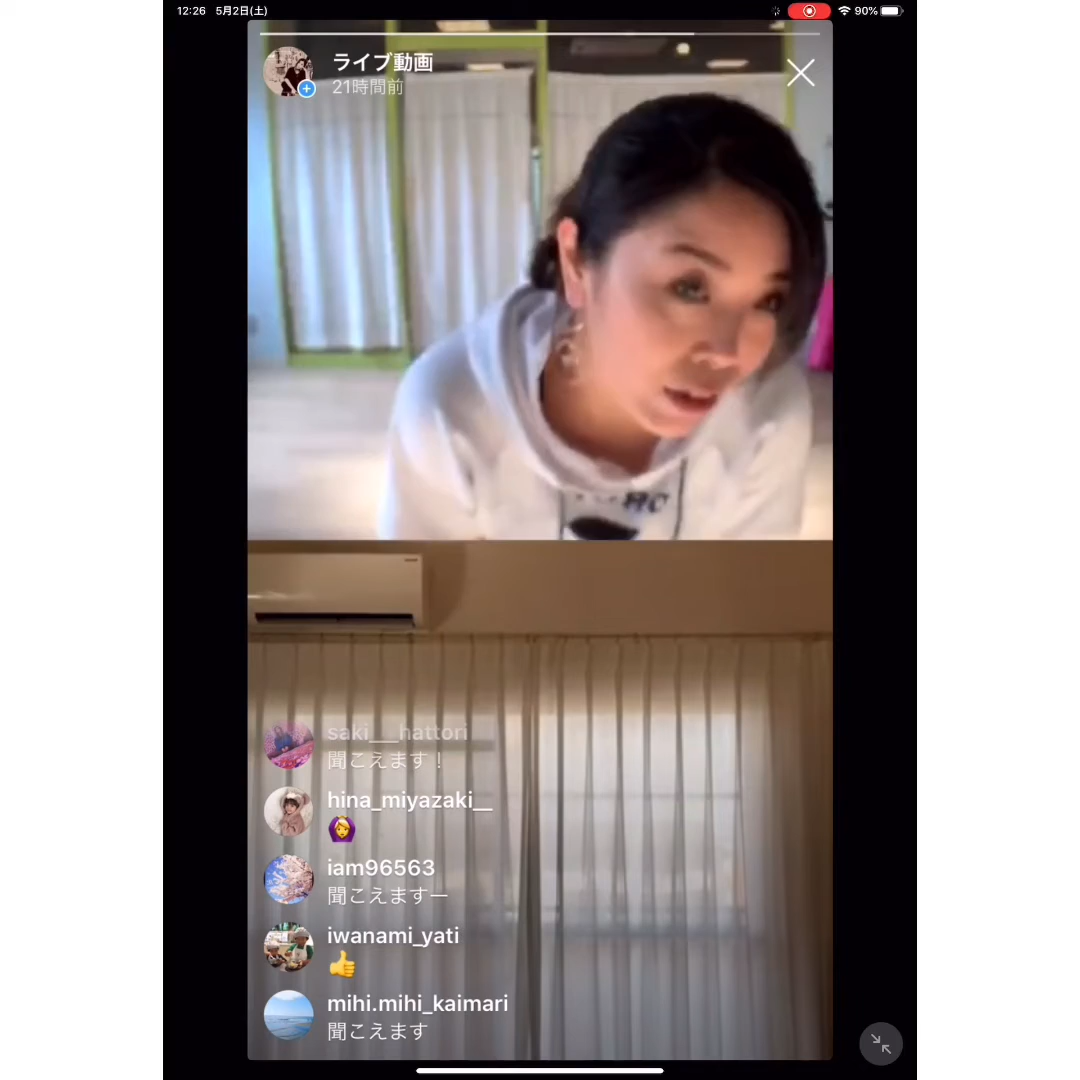 12:26 5月2日(土)
90%
ライブ動画
21時間前
saki___hattori
聞こえます！
hina_miyazaki__
🙆‍♀️
iam96563
聞こえますー
iwanami_yati
👍
mihi.mihi_kaimari
聞こえます